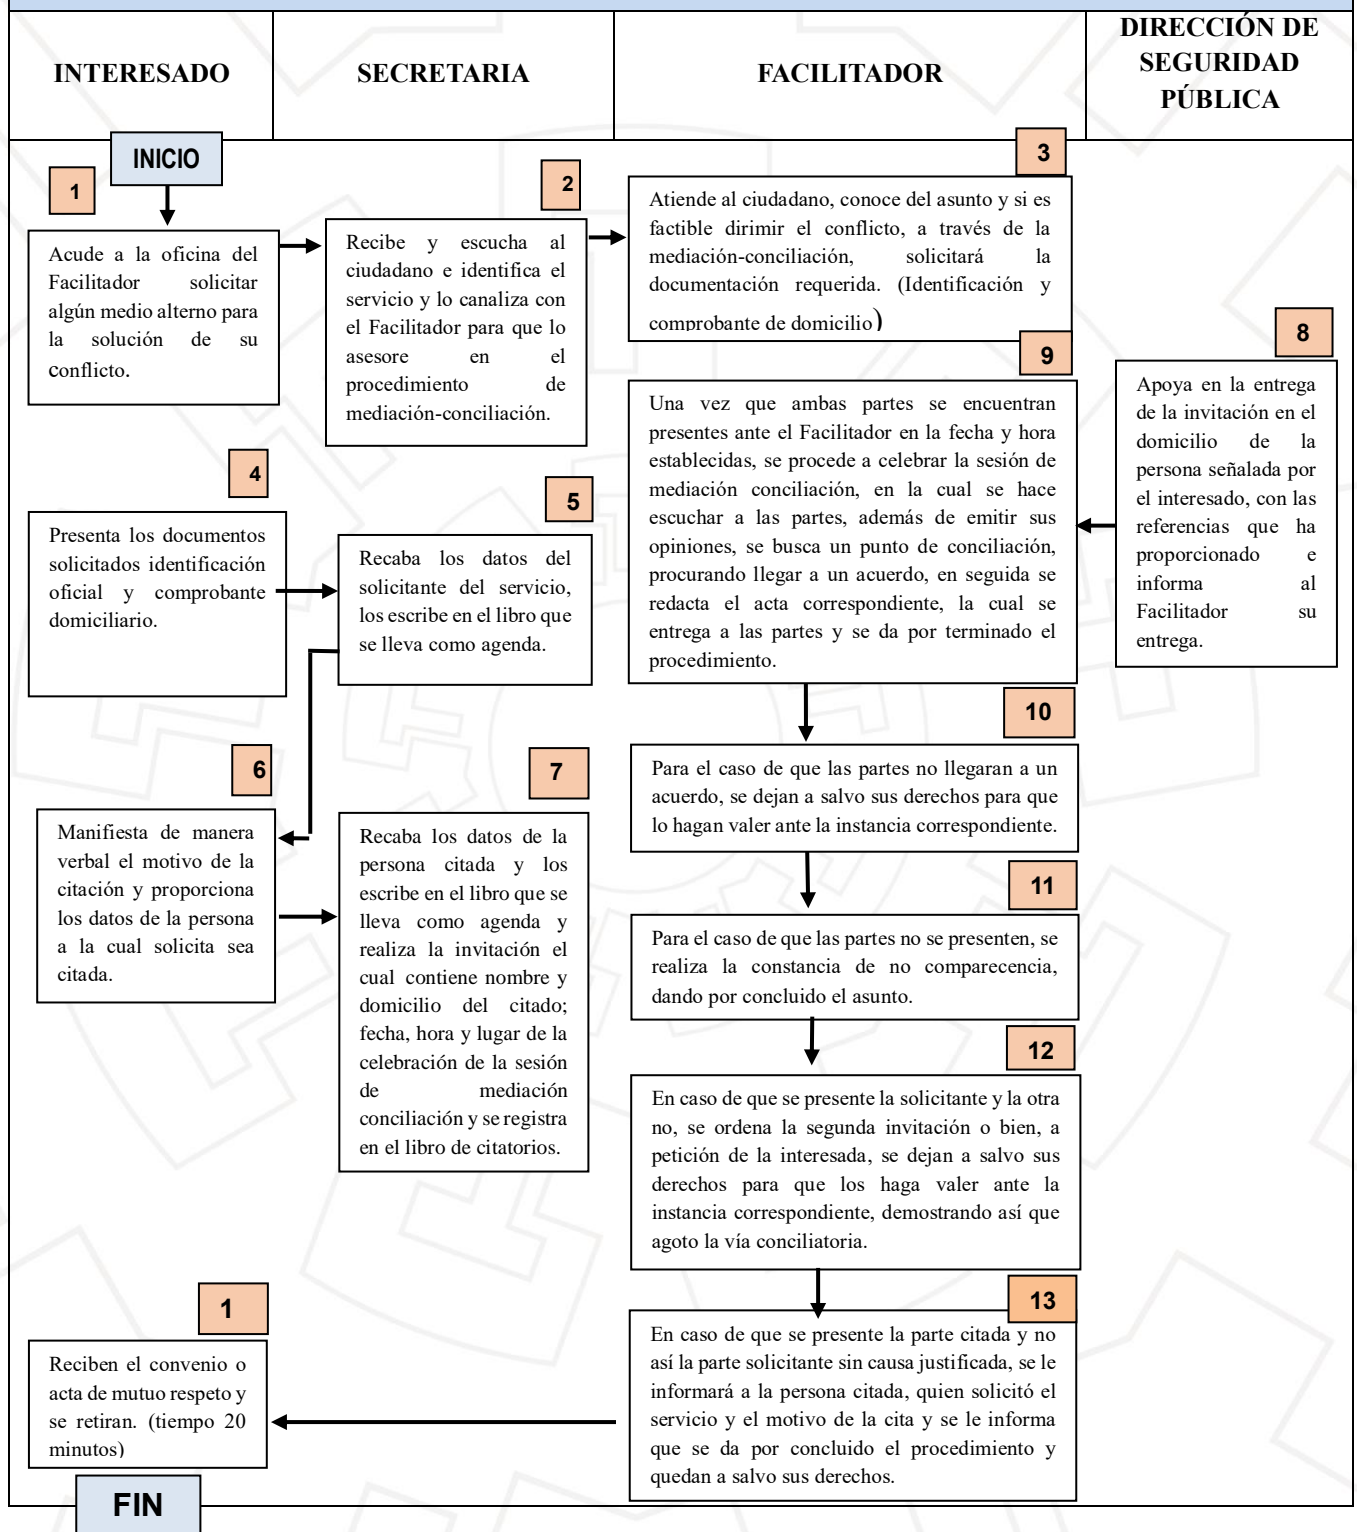 INTERESADO
SECRETARIA
FACILITADOR
DIRECCIÓN DE
SEGURIDAD
PÚBLICA
INICIO
1
Acude a la oficina del
Facilitador solicitar
algún medio alterno para
la solución de su
conflicto.
2
Recibe y escucha al
ciudadano e identifica el
servicio y lo canaliza con
el Facilitador para que lo
asesore en el
procedimiento de
mediación-conciliación.
3
Atiende al ciudadano, conoce del asunto y si es
factible dirimir el conflicto, a través de la
mediación-conciliación, solicitará la
documentación requerida. (Identificación y
comprobante de domicilio)
4
Presenta los documentos
solicitados identificación
oficial y comprobante
domiciliario.
5
Recaba los datos del
solicitante del servicio,
los escribe en el libro que
se lleva como agenda.
6
Manifiesta de manera
verbal el motivo de la
citación y proporciona
los datos de la persona
a la cual solicita sea
citada.
7
Recaba los datos de la
persona citada y los
escribe en el libro que se
lleva como agenda y
realiza la invitación el
cual contiene nombre y
domicilio del citado;
fecha, hora y lugar de la
celebración de la sesión
de mediación
conciliación y se registra
en el libro de citatorios.
8
Apoya en la entrega
de la invitación en el
domicilio de la
persona señalada por
el interesado, con las
referencias que ha
proporcionado e
informa al
Facilitador su
entrega.
9
Una vez que ambas partes se encuentran
presentes ante el Facilitador en la fecha y hora
establecidas, se procede a celebrar la sesión de
mediación conciliación, en la cual se hace
escuchar a las partes, además de emitir sus
opiniones, se busca un punto de conciliación,
procurando llegar a un acuerdo, en seguida se
redacta el acta correspondiente, la cual se
entrega a las partes y se da por terminado el
procedimiento.
10
Para el caso de que las partes no llegaran a un
acuerdo, se dejan a salvo sus derechos para que
lo hagan valer ante la instancia correspondiente.
11
Para el caso de que las partes no se presenten, se
realiza la constancia de no comparecencia,
dando por concluido el asunto.
12
En caso de que se presente la solicitante y la otra
no, se ordena la segunda invitación o bien, a
petición de la interesada, se dejan a salvo sus
derechos para que los haga valer ante la
instancia correspondiente, demostrando así que
agoto la vía conciliatoria.
13
En caso de que se presente la parte citada y no
así la parte solicitante sin causa justificada, se le
informará a la persona citada, quien solicitó el
servicio y el motivo de la cita y se le informa
que se da por concluido el procedimiento y
quedan a salvo sus derechos.
1
Reciben el convenio o
acta de mutuo respeto y
se retiran. (tiempo 20
minutos)
FIN